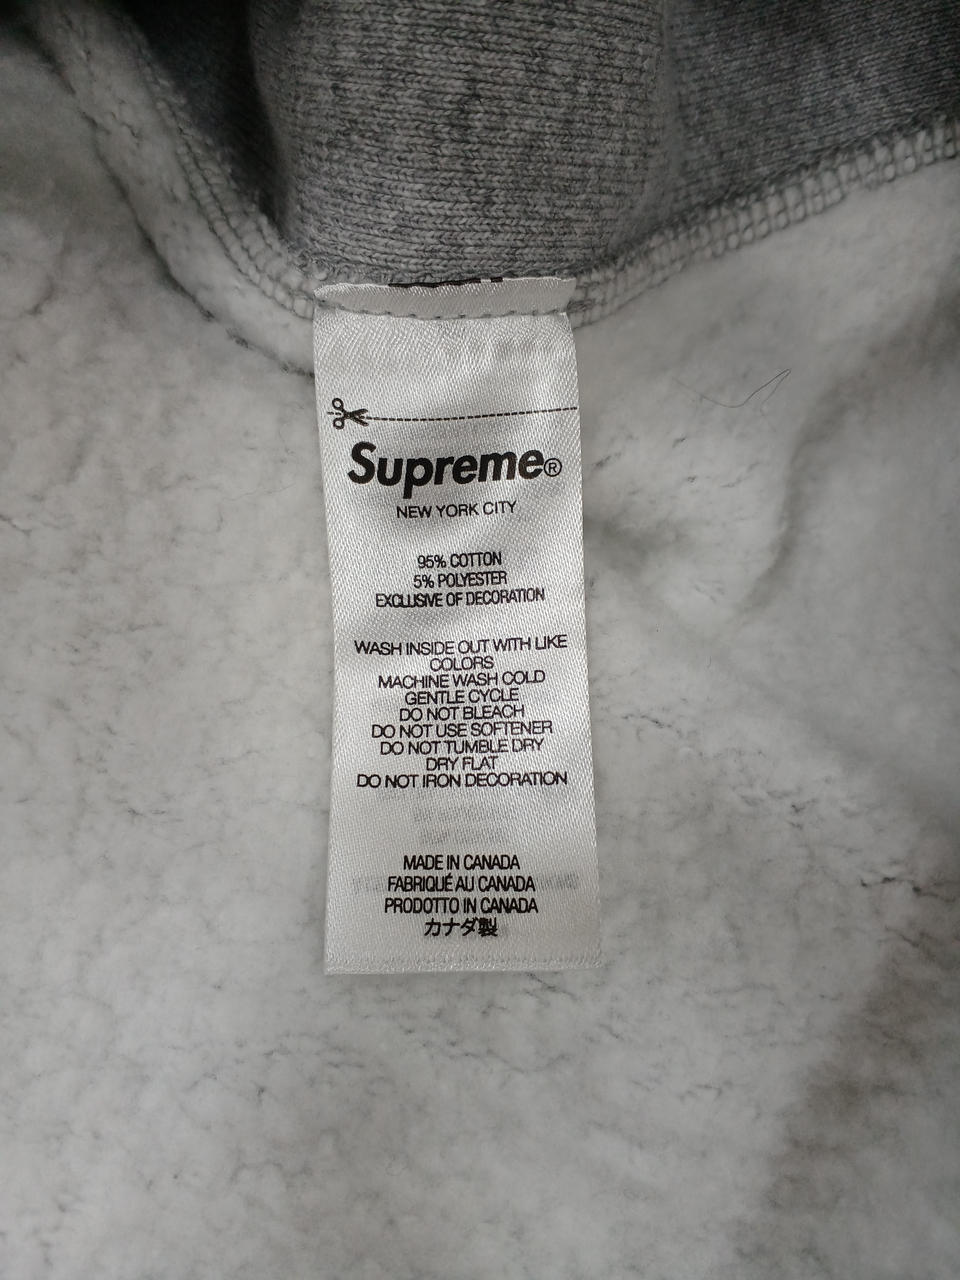 Supreme®
NEW YORK CITY
95% COTTON
5% POLYESTER
EXCLUSIVE OF DECORATION
WASH INSIDE OUT WITH LIKE
COLORS
MACHINE WASH COLD
GENTLE CYCLE
DO NOT BLEACH
DO NOT USE SOFTENER
DO NOT TUMBLE DRY
DRY FLAT
DO NOT IRON DECORATION
MADE IN CANADA
FABRIQUÉ AU CANADA
PRODOTTO IN CANADA
カナダ製